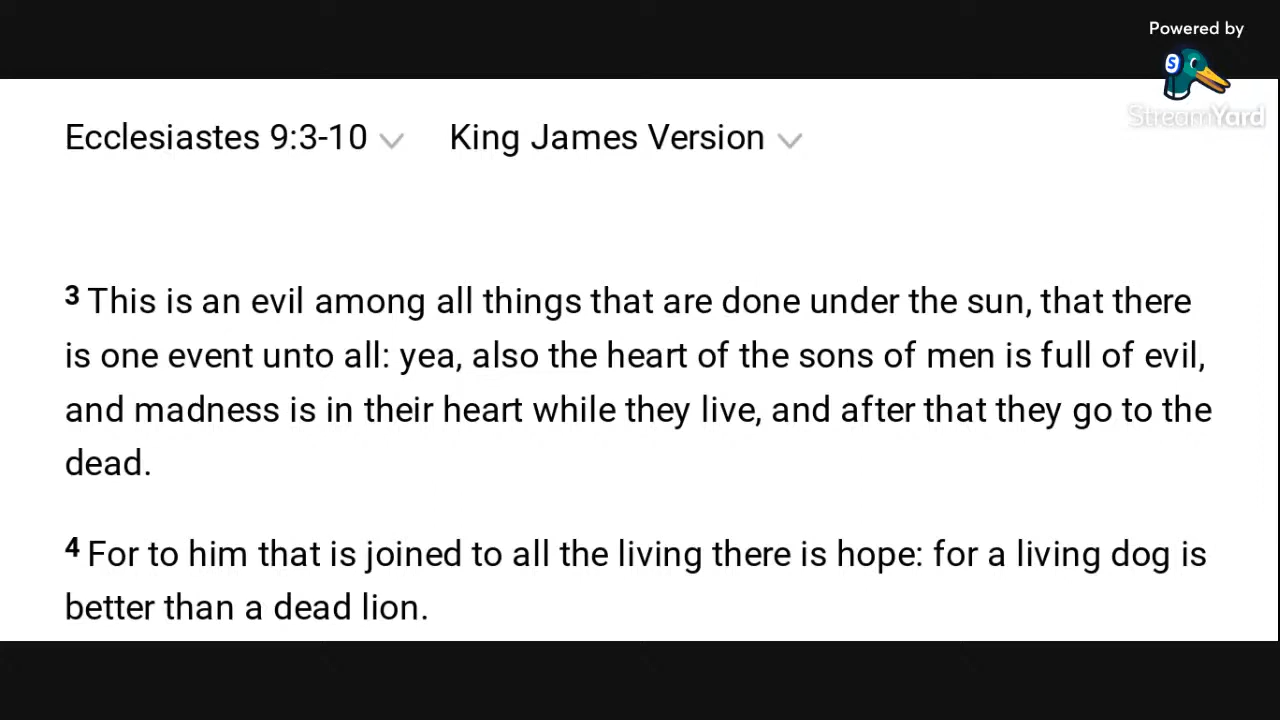 Powered by
S
StreamYard
Ecclesiastes 9:3-10 King James Version
3 This is an evil among all things that are done under the sun, that there
is one event unto all: yea, also the heart of the sons of men is full of evil,
and madness is in their heart while they live, and after that they go to the
dead.
4 For to him that is joined to all the living there is hope: for a living dog is
better than a dead lion.